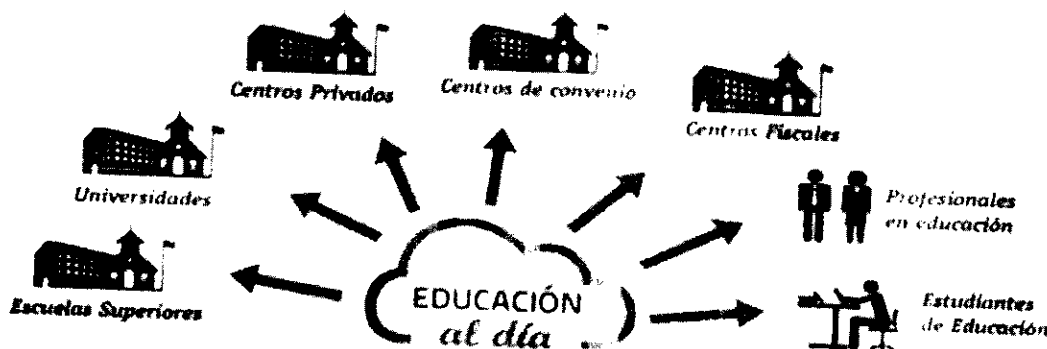 Centros Privados
Centros de convenio
Centros Fiscales
Universidades
Profesionales
en educación
Escuelas Superiores
EDUCACIÓN
al día
Estudiantes
de Educación